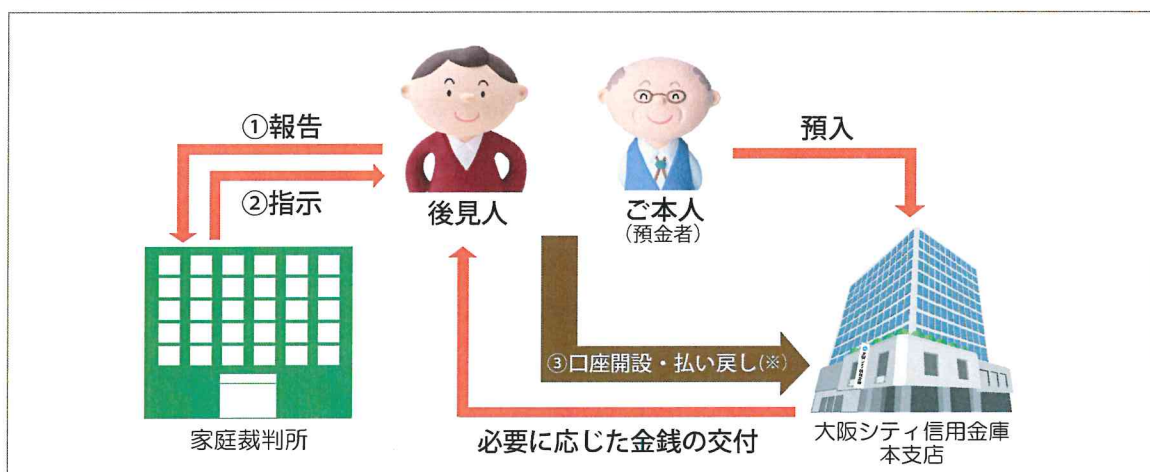 ①報告
預入
②指示
後見人
ご本人
(預金者)
③口座開設・払い戻し(※)
家庭裁判所
必要に応じた金銭の交付
大阪シティ信用金庫
本支店